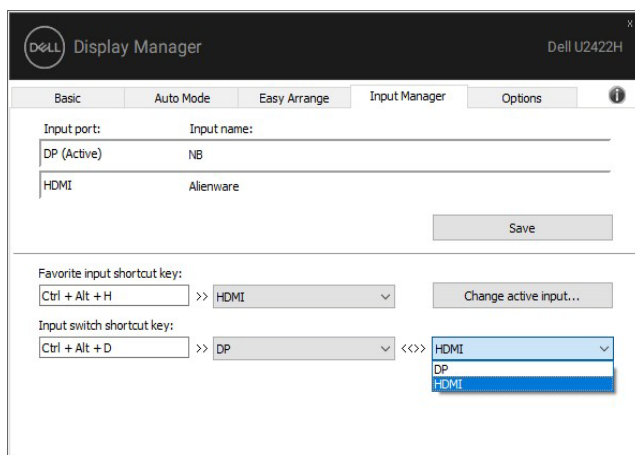 x
DELL Display Manager Dell U2422H
Basic Auto Mode Easy Arrange Input Manager Options i
Input port: Input name:
DP (Active) NB
HDMI Alienware
Save
Favorite input shortcut key:
Ctrl + Alt + H >> HDMI Change active input...
Input switch shortcut key:
Ctrl + Alt + D >> DP <<>> HDMI
DP
HDMI